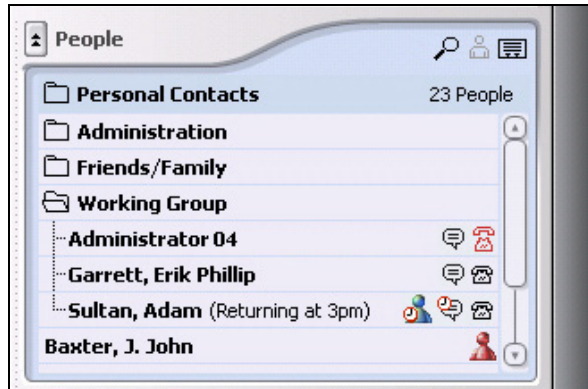 People
Personal Contacts 23 People
Administration
Friends/Family
Working Group
Administrator 04
Garrett, Erik Phillip
Sultan, Adam (Returning at 3pm)
Baxter, J. John